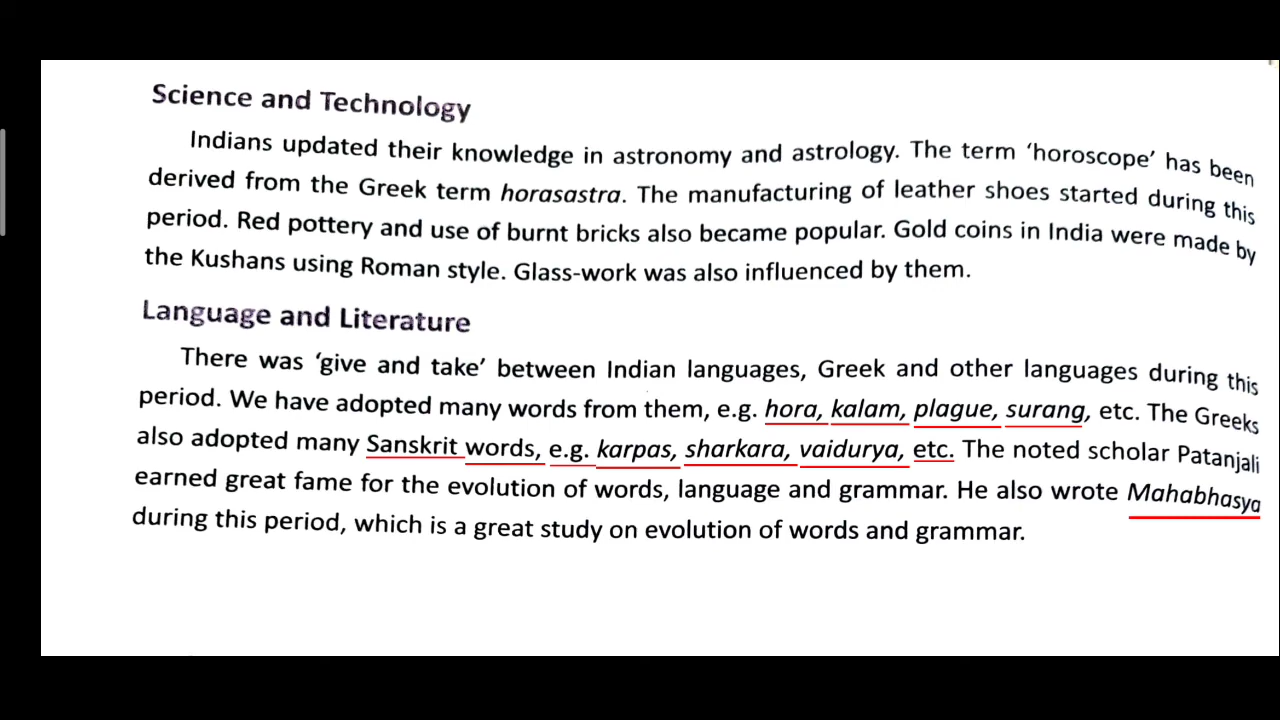 Science and Technology
Indians updated their knowledge in astronomy and astrology. The term ‘horoscope’ has been
derived from the Greek term horasastra. The manufacturing of leather shoes started during this
period. Red pottery and use of burnt bricks also became popular. Gold coins in India were made by
the Kushans using Roman style. Glass-work was also influenced by them.
Language and Literature
There was ‘give and take’ between Indian languages, Greek and other languages during this
period. We have adopted many words from them, e.g. hora, kalam, plague, surang, etc. The Greeks
also adopted many Sanskrit words, e.g. karpas, sharkara, vaidurya, etc. The noted scholar Patanjali
earned great fame for the evolution of words, language and grammar. He also wrote Mahabhasya
during this period, which is a great study on evolution of words and grammar.